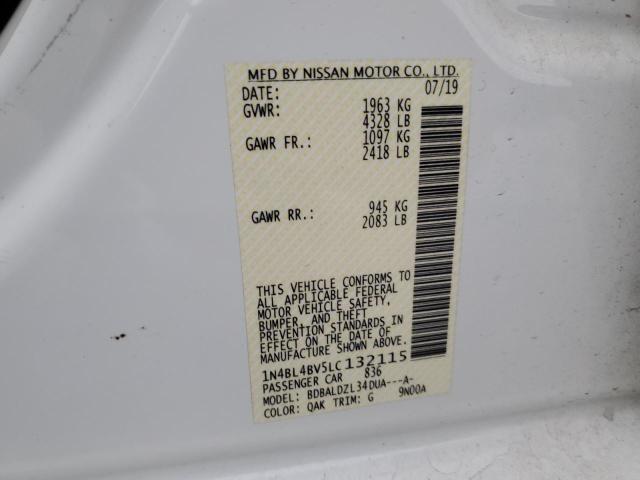 MFD BY NISSAN MOTOR CO., LTD.
DATE: 07/19
GVWR: 1963 KG
4328 LB
GAWR FR.: 1097 KG
2418 LB
GAWR RR.: 945 KG
2083 LB
THIS VEHICLE CONFORMS TO
ALL APPLICABLE FEDERAL
MOTOR VEHICLE SAFETY,
BUMPER, AND THEFT
PREVENTION STANDARDS IN
EFFECT ON THE DATE OF
MANUFACTURE SHOWN ABOVE.
1N4BL4BV5LC132115
PASSENGER CAR 836
MODEL: BDBALDZL34DUA---A-
COLOR: QAK TRIM: G 9N00A